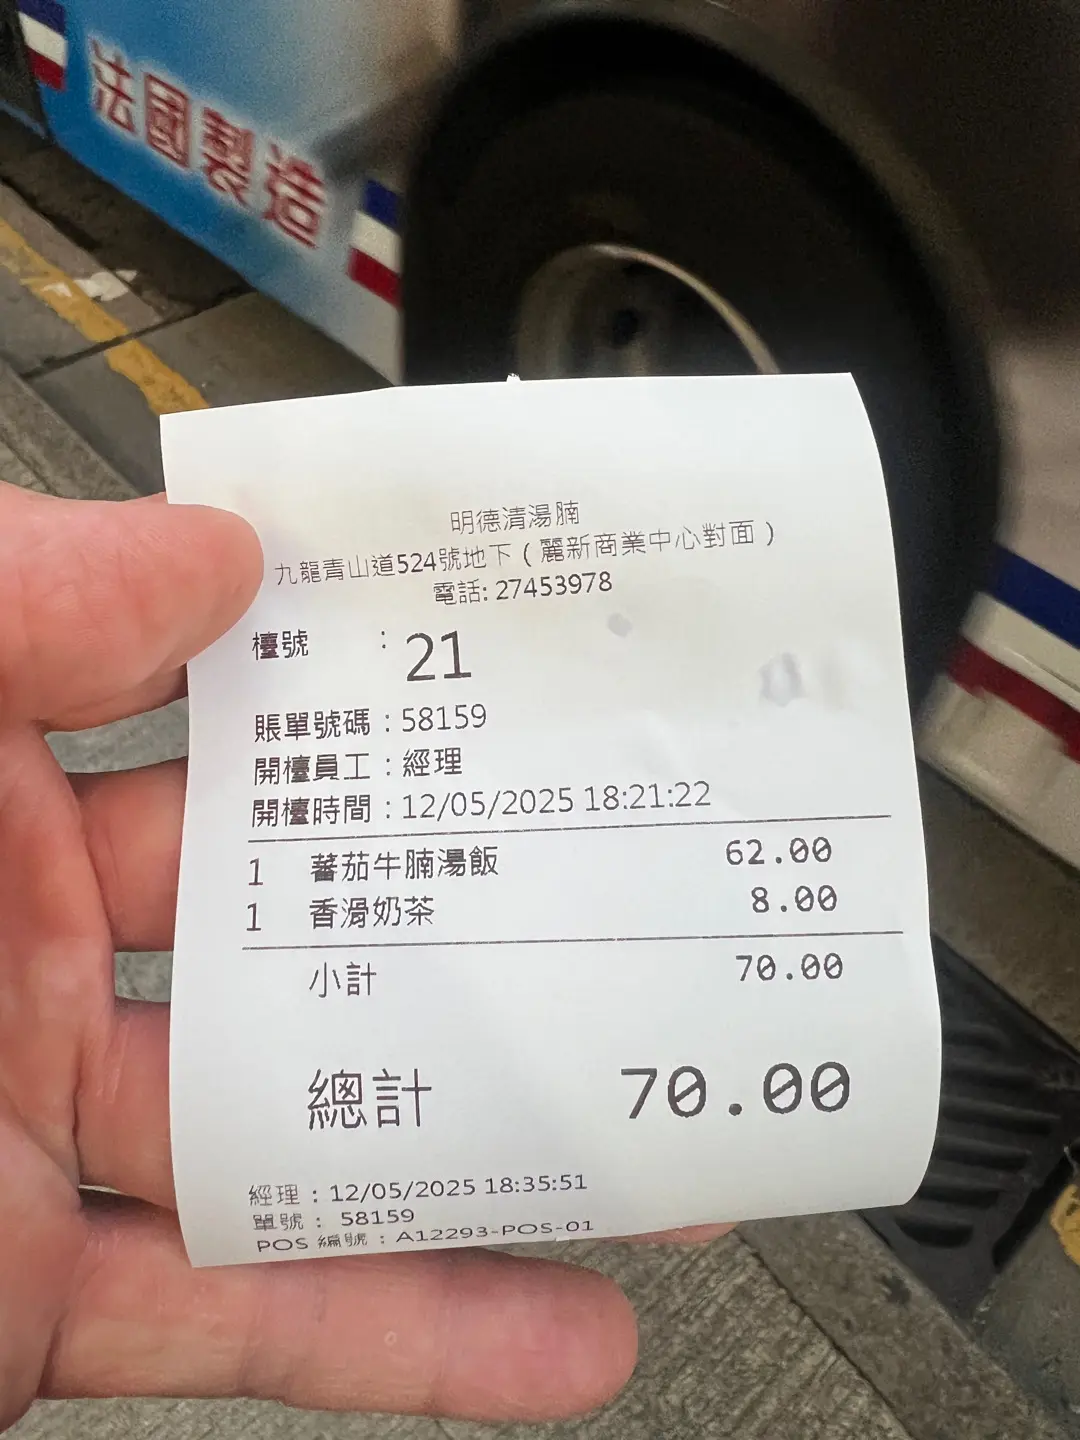 法國製造
明德清湯腩
九龍青山道524號地下（麗新商業中心對面）
電話: 27453978
檯號 : 21
賬單號碼 : 58159
開檯員工 : 經理
開檯時間 : 12/05/2025 18:21:22
1 蕃茄牛腩湯飯 62.00
1 香滑奶茶 8.00
小計 70.00
總計 70.00
經理 : 12/05/2025 18:35:51
單號 : 58159
POS 編號 : A12293-POS-01